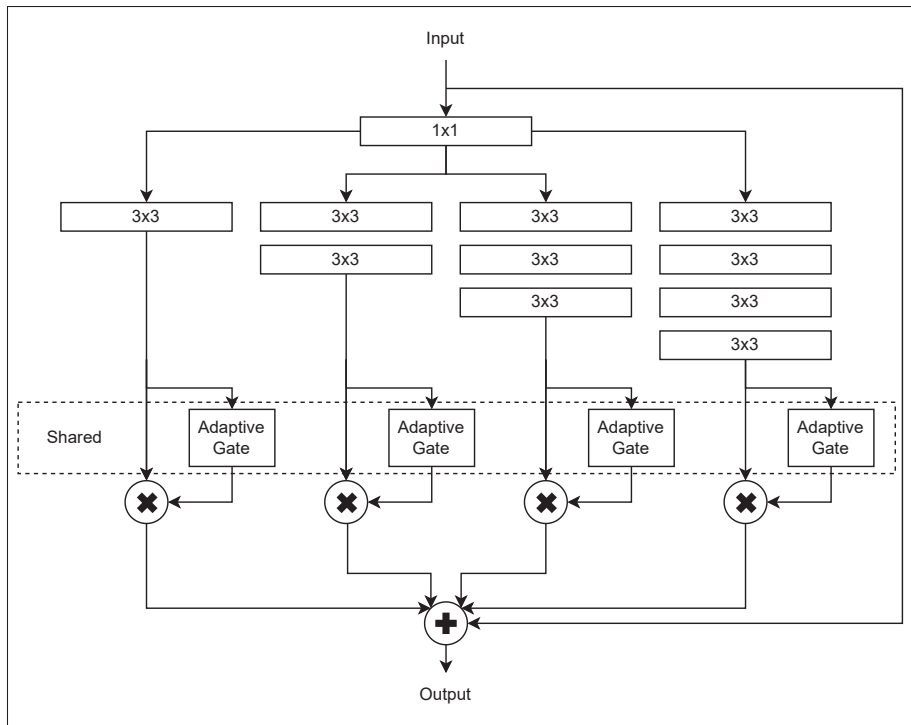 Input
1x1
3x3
3x3
3x3
3x3
3x3
3x3
3x3
3x3
3x3
3x3
Shared
Adaptive
Gate
Adaptive
Gate
Adaptive
Gate
Adaptive
Gate
Output